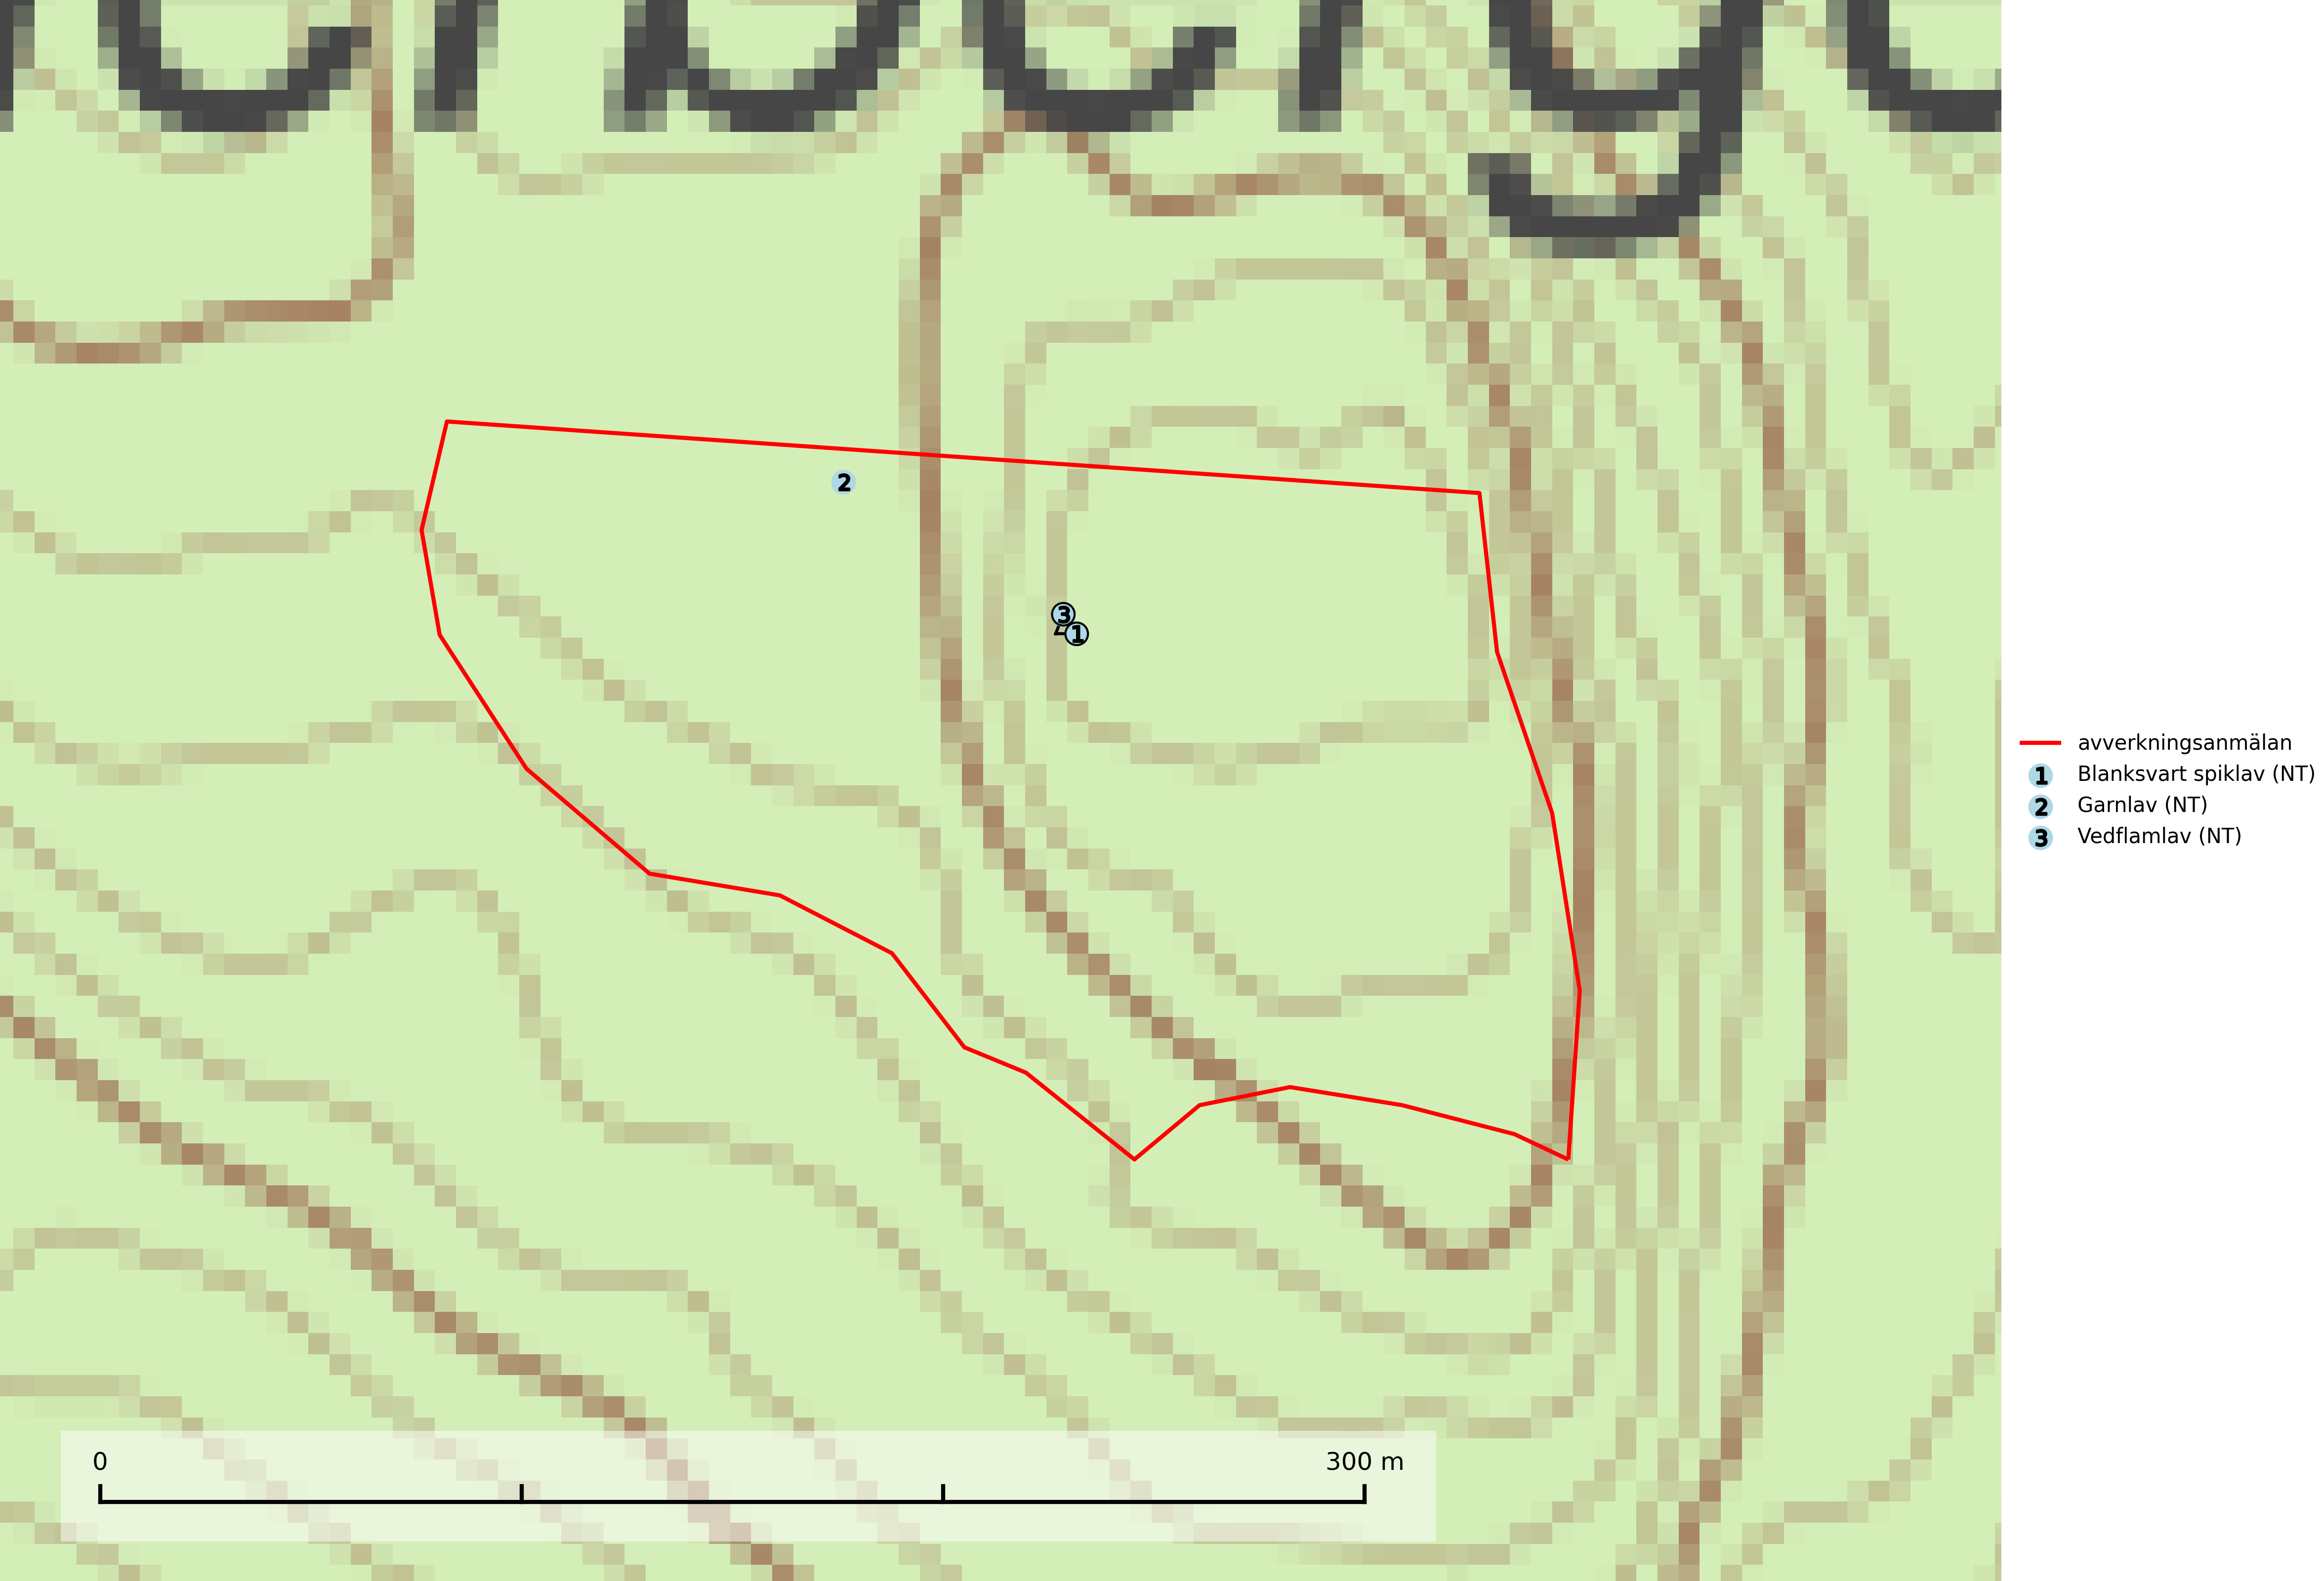 2
3
1
avverkningsanmälan
1 Blanksvart spiklav (NT)
2 Garnlav (NT)
3 Vedflamlav (NT)
0 300 m